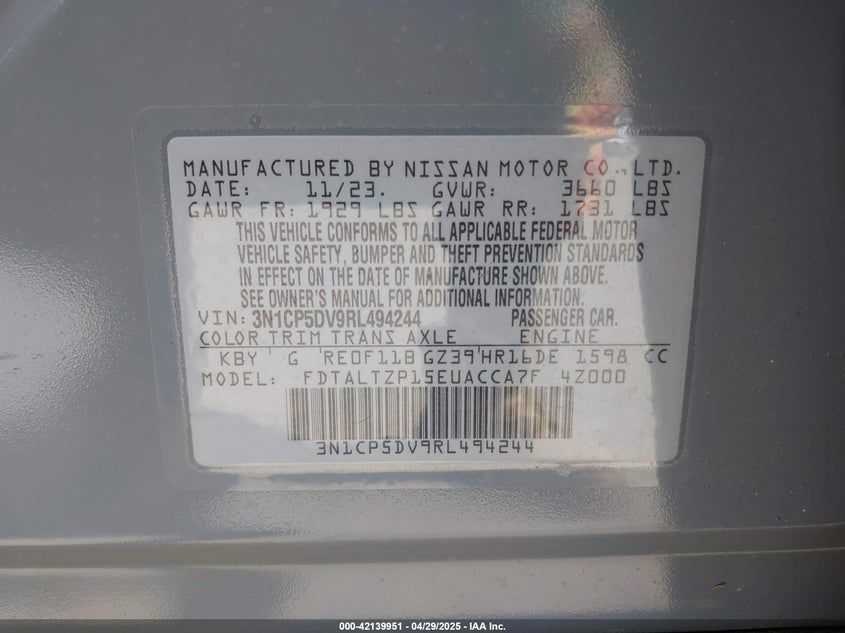 MANUFACTURED BY NISSAN MOTOR CO., LTD.
DATE: 11/23. GVWR: 3660 LBS
GAWR FR: 1929 LBS GAWR RR: 1731 LBS
THIS VEHICLE CONFORMS TO ALL APPLICABLE FEDERAL MOTOR
VEHICLE SAFETY, BUMPER AND THEFT PREVENTION STANDARDS
IN EFFECT ON THE DATE OF MANUFACTURE SHOWN ABOVE.
SEE OWNER'S MANUAL FOR ADDITIONAL INFORMATION.
VIN: 3N1CP5DV9RL494244 PASSENGER CAR.
COLOR TRIM TRANS AXLE ENGINE
KBY G RE0F11B GZ39 HR16DE 1598 CC
MODEL: FDTALTZP15EUACCA7F 4Z000
3N1CP5DV9RL494244
000-42139951 | 04/29/2025 - IAA Inc.